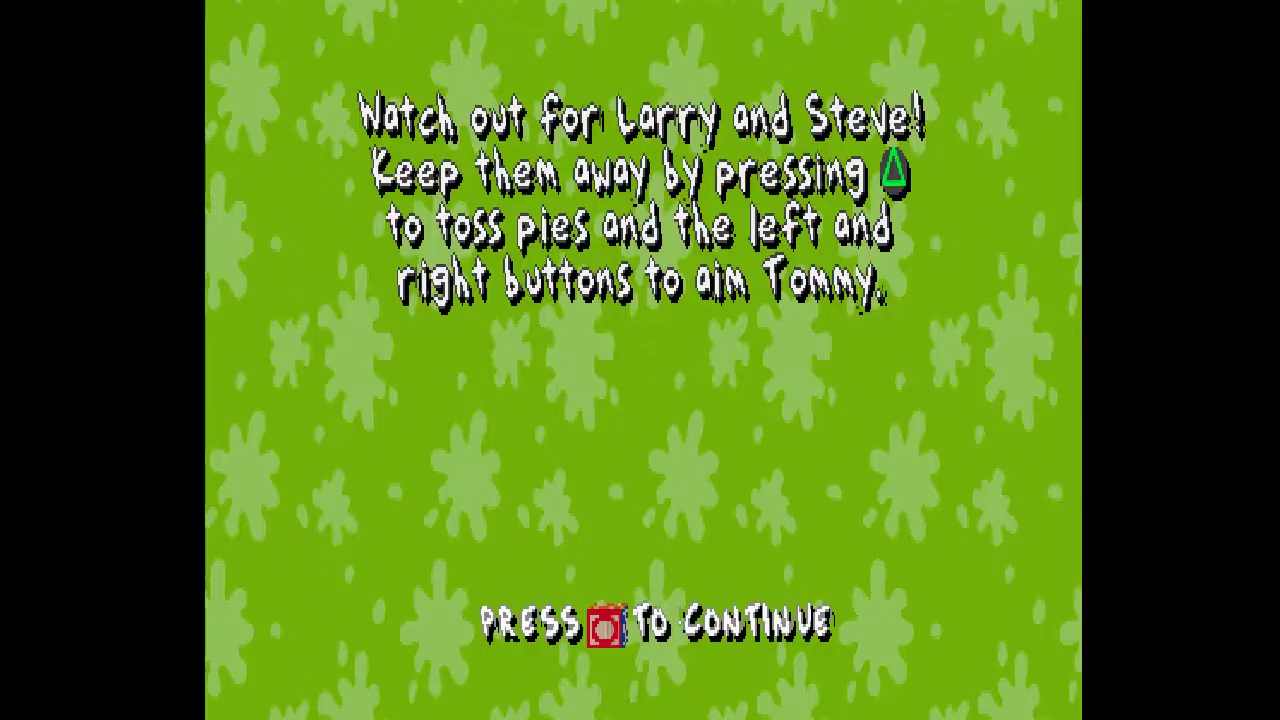 Watch out for Larry and Steve!
Keep them away by pressing
to toss pies and the left and
right buttons to aim Tommy.
PRESS TO CONTINUE